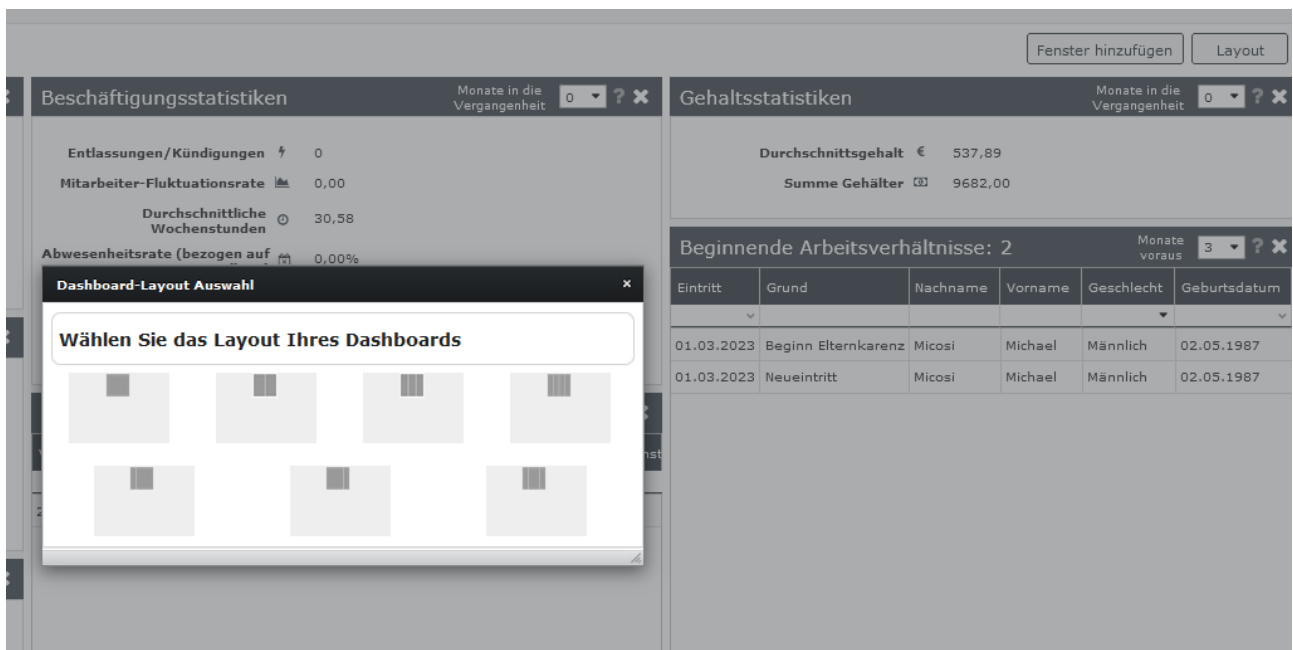 Fenster hinzufügen Layout
Beschäftigungsstatistiken Monate in die Vergangenheit 0 ? ✖
Entlassungen/Kündigungen 0
Mitarbeiter-Fluktuationsrate 0,00
Durchschnittliche
Wochenstunden 30,58
Abwesenheitsrate (bezogen auf 0,00%
Gehaltsstatistiken Monate in die Vergangenheit 0 ? ✖
Durchschnittsgehalt € 537,89
Summe Gehälter 9682,00
Beginnende Arbeitsverhältnisse: 2 Monate voraus 3 ? ✖
Eintritt Grund Nachname Vorname Geschlecht Geburtsdatum
01.03.2023 Beginn Elternkarenz Micosi Michael Männlich 02.05.1987
01.03.2023 Neueintritt Micosi Michael Männlich 02.05.1987
Dashboard-Layout Auswahl ×
Wählen Sie das Layout Ihres Dashboards